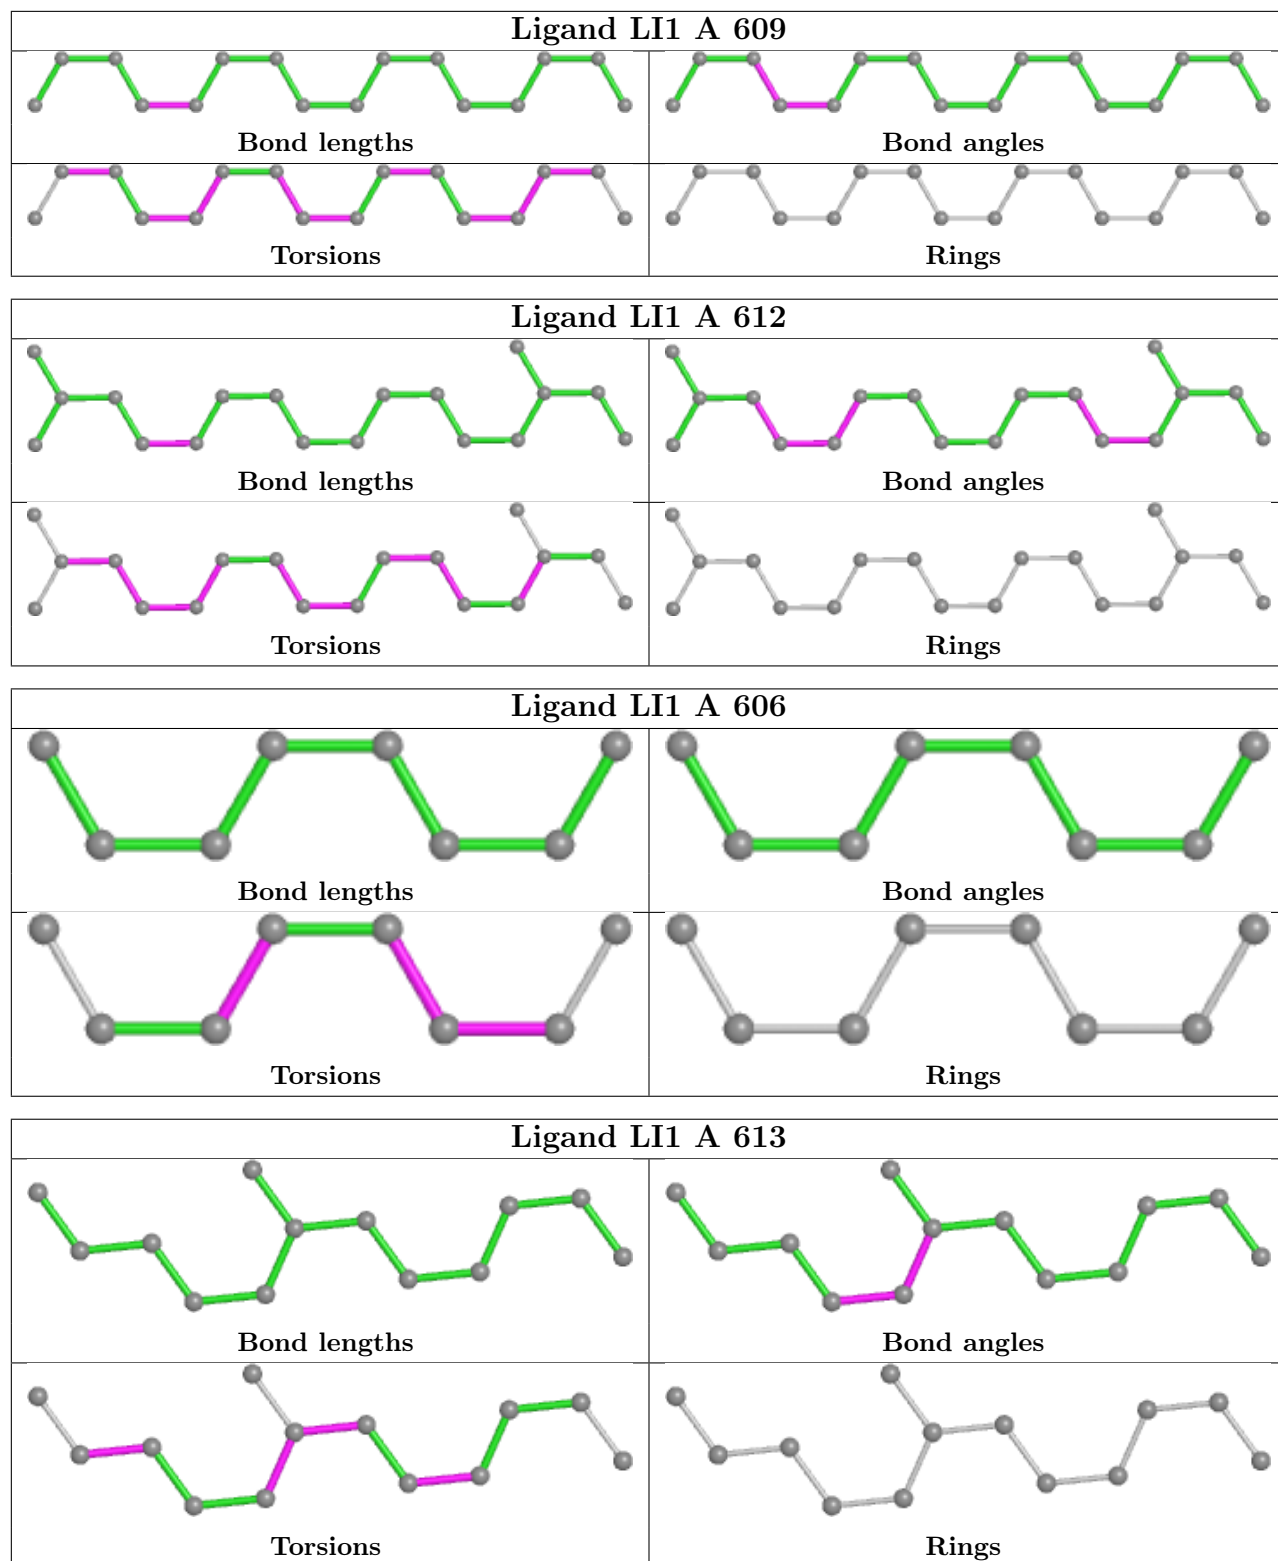 Ligand LI1 A 609
Bond lengths
Bond angles
Torsions
Rings
Ligand LI1 A 612
Bond lengths
Bond angles
Torsions
Rings
Ligand LI1 A 606
Bond lengths
Bond angles
Torsions
Rings
Ligand LI1 A 613
Bond lengths
Bond angles
Torsions
Rings